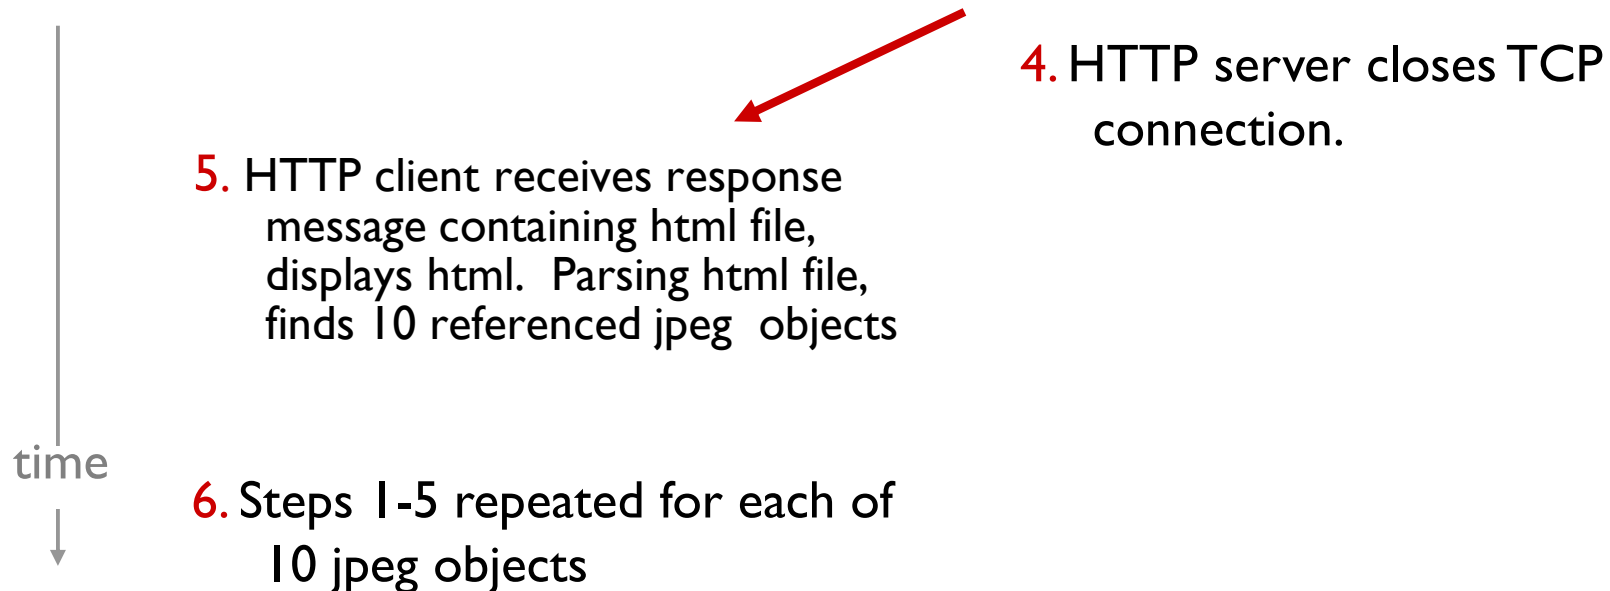 4. HTTP server closes TCP
connection.
5. HTTP client receives response
message containing html file,
displays html.  Parsing html file,
finds 10 referenced jpeg  objects
time
6. Steps 1-5 repeated for each of
10 jpeg objects